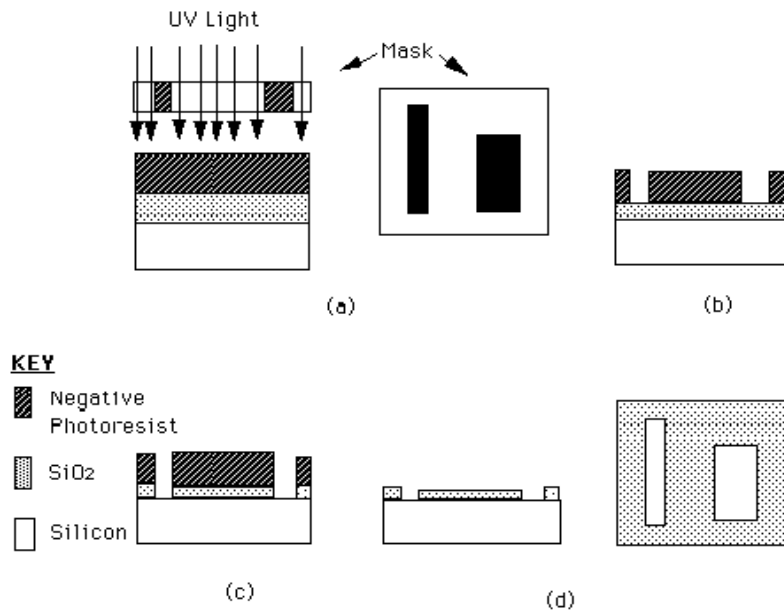 UV Light
Mask
(a)
(b)
KEY
Negative
Photoresist
SiO₂
Silicon
(c)
(d)